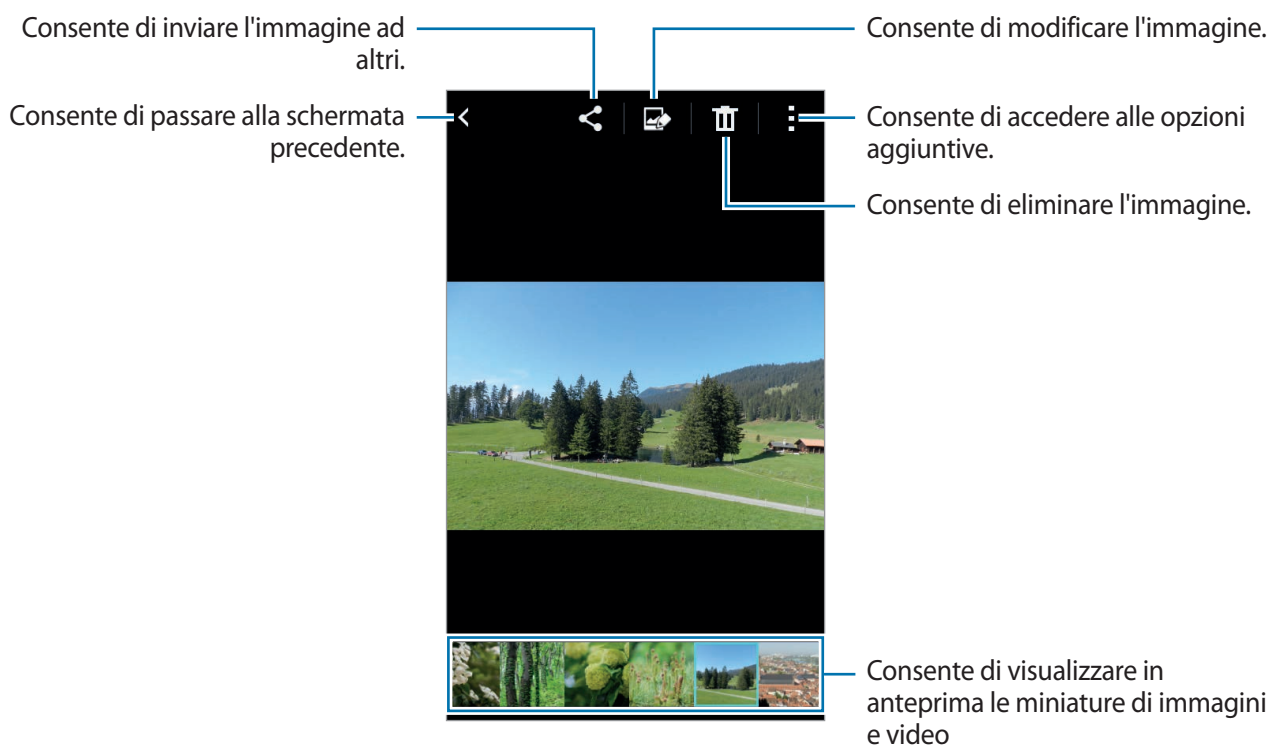 Consente di inviare l'immagine ad
altri.
Consente di passare alla schermata
precedente.
Consente di modificare l'immagine.
Consente di accedere alle opzioni
aggiuntive.
Consente di eliminare l'immagine.
Consente di visualizzare in
anteprima le miniature di immagini
e video